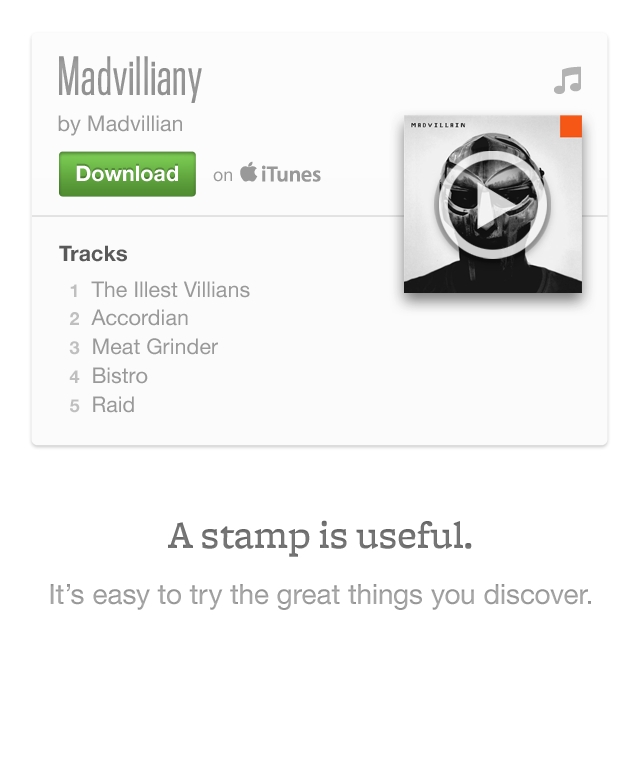 Madvilliany
by Madvillian
Download on iTunes
MADVILLAIN
Tracks
1 The Illest Villians
2 Accordian
3 Meat Grinder
4 Bistro
5 Raid
A stamp is useful.
It's easy to try the great things you discover.